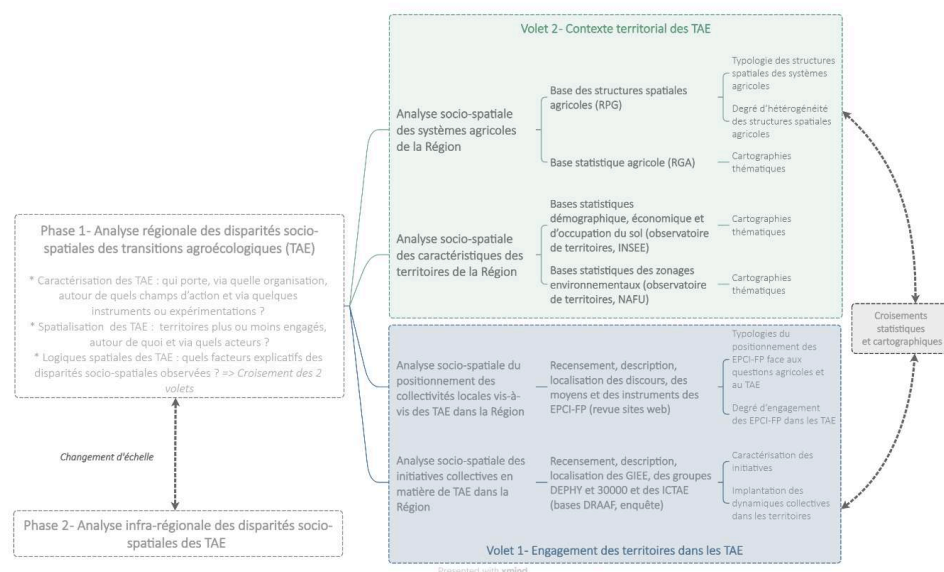 Phase 1- Analyse régionale des disparités socio-
spatiales des transitions agroécologiques (TAE)
* Caractérisation des TAE : qui porte, via quelle organisation,
autour de quels champs d'action et via quelques
instruments ou expérimentations ?
* Spatialisation des TAE : territoires plus ou moins engagés,
autour de quoi et via quels acteurs ?
* Logiques spatiales des TAE : quels facteurs explicatifs des
disparités socio-spatiales observées ? => Croisement des 2
volets
Changement d'échelle
Phase 2- Analyse infra-régionale des disparités socio-
spatiales des TAE
Volet 2- Contexte territorial des TAE
Analyse socio-spatiale
des systèmes agricoles
de la Région
Base des structures spatiales
agricoles (RPG)
Typologie des structures
spatiales des systèmes
agricoles
Degré d'hétérogénéité
des structures spatiales
agricoles
Base statistique agricole (RGA)
Cartographies
thématiques
Analyse socio-spatiale
des caractéristiques des
territoires de la Région
Bases statistiques
démographique, économique et
d'occupation du sol (observatoire
de territoires, INSEE)
Cartographies
thématiques
Bases statistiques des zonages
environnementaux (observatoire
de territoires, NAFU)
Cartographies
thématiques
Analyse socio-spatiale du
positionnement des
collectivités locales vis-à-
vis des TAE dans la Région
Recensement, description,
localisation des discours, des
moyens et des instruments des
EPCI-FP (revue sites web)
Typologies du
positionnement des
EPCI-FP face aux
questions agricoles et
au TAE
Degré d'engagement
des EPCI-FP dans les TAE
Analyse socio-spatiale des
initiatives collectives en
matière de TAE dans la
Région
Recensement, description,
localisation des GIEE, des groupes
DEPHY et 30000 et des ICTAE
(bases DRAAF, enquête)
Caractérisation des
initiatives
Implantation des
dynamiques collectives
dans les territoires
Volet 1- Engagement des territoires dans les TAE
Croisements
statistiques
et cartographiques
Presented with xmind